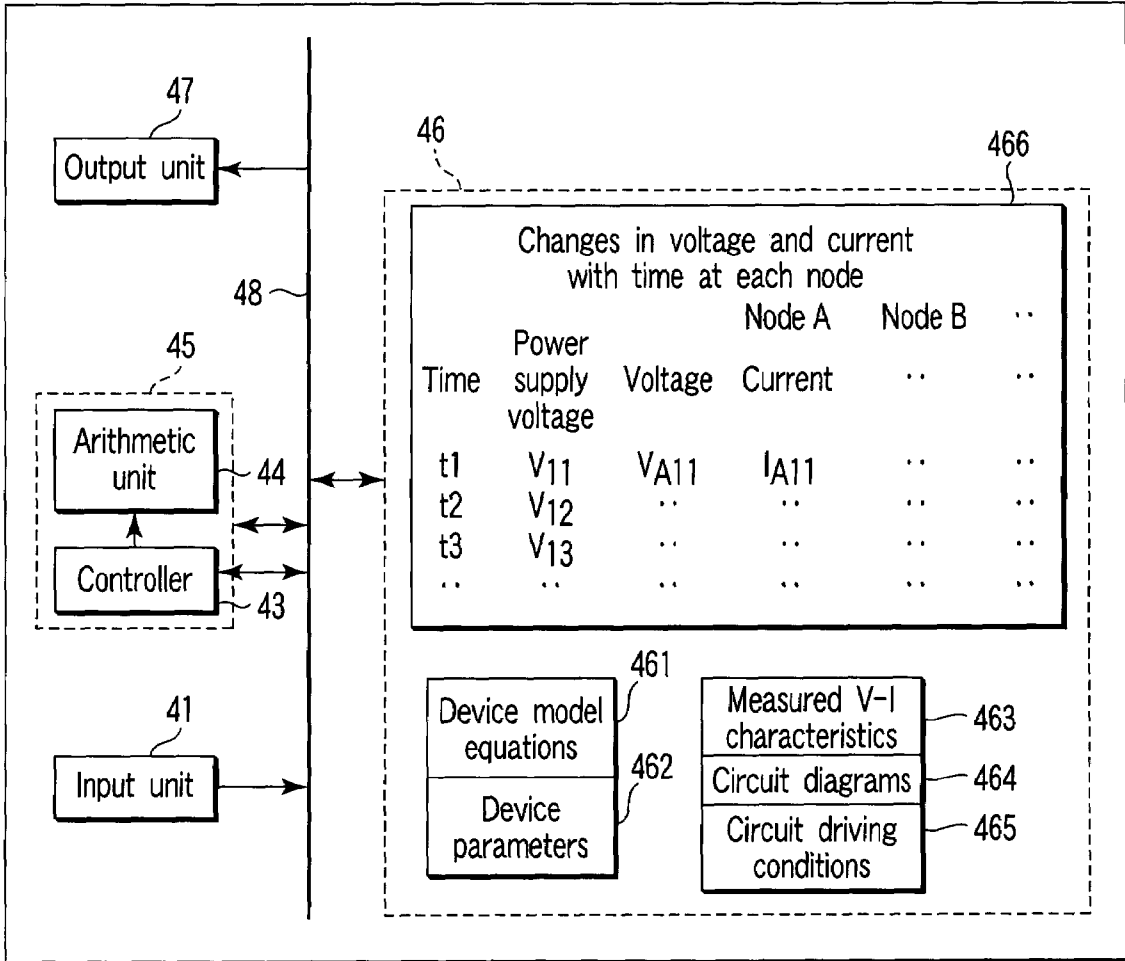 47
Output unit
46
466
Changes in voltage and current
with time at each node
Node A Node B ··
Time Power supply voltage Voltage Current ·· ··
t1 V11 VA11 IA11 ·· ··
t2 V12 ·· ·· ·· ··
t3 V13 ·· ·· ·· ··
·· ·· ·· ·· ·· ··
48
45
Arithmetic
unit
44
Controller
43
41
Input unit
461
Device model
equations
462
Device
parameters
Measured V-I
characteristics
463
Circuit diagrams
464
Circuit driving
conditions
465